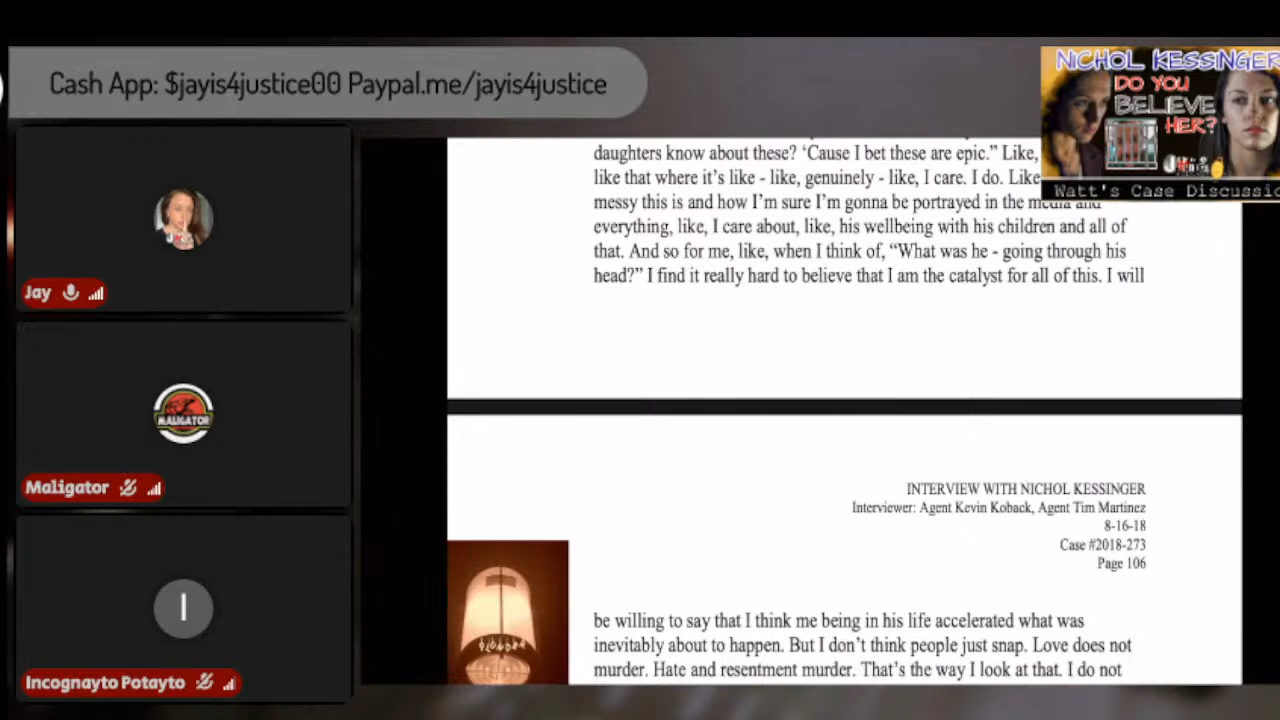 Cash App: $jayis4justice00 Paypal.me/jayis4justice
NICHOL KESSINGER
DO YOU
BELIEVE
HER?
Watt's Case Discussio
Jay
MALIGATOR
Maligator
I
Incognayto Potayto
daughters know about these? ‘Cause I bet these are epic.” Like,
like that where it’s like - like, genuinely - like, I care. I do. Like
messy this is and how I’m sure I’m gonna be portrayed in the media and
everything, like, I care about, like, his wellbeing with his children and all of
that. And so for me, like, when I think of, “What was he - going through his
head?” I find it really hard to believe that I am the catalyst for all of this. I will
INTERVIEW WITH NICHOL KESSINGER
Interviewer: Agent Kevin Koback, Agent Tim Martinez
8-16-18
Case #2018-273
Page 106
be willing to say that I think me being in his life accelerated what was
inevitably about to happen. But I don’t think people just snap. Love does not
murder. Hate and resentment murder. That’s the way I look at that. I do not